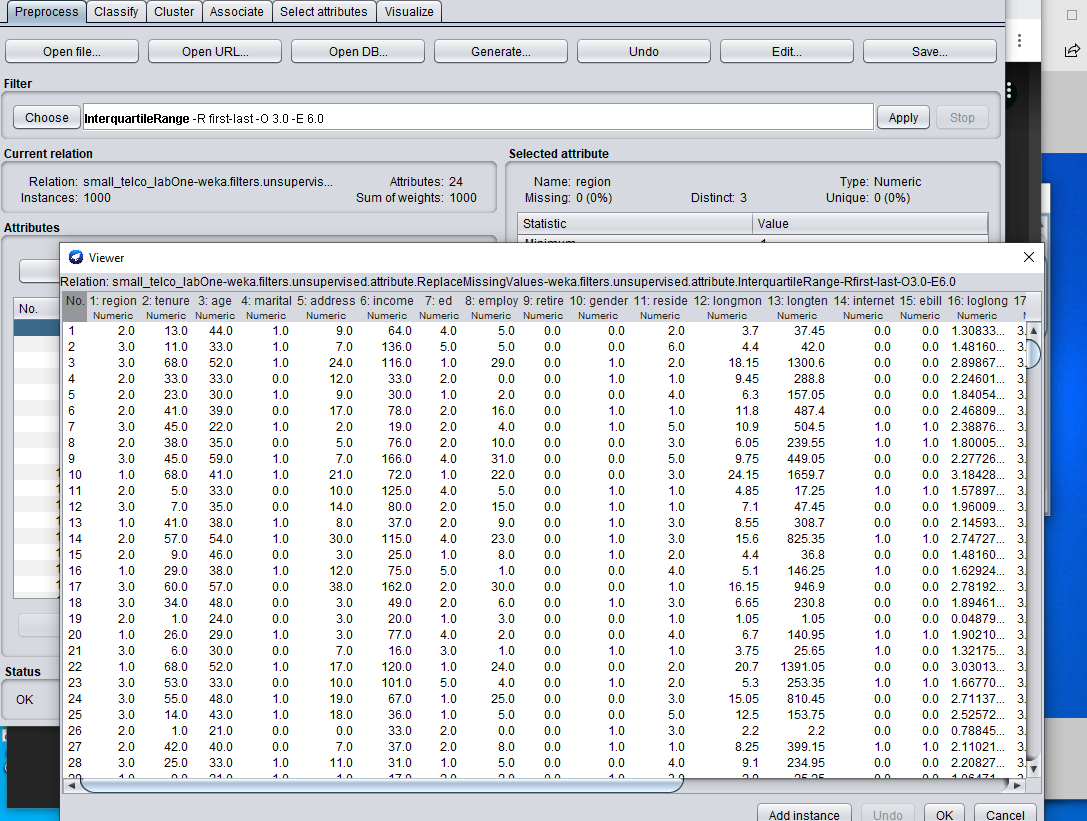 Preprocess Classify Cluster Associate Select attributes Visualize
Open file... Open URL... Open DB... Generate... Undo Edit... Save...
Filter
Choose InterquartileRange -R first-last -O 3.0 -E 6.0 Apply Stop
Current relation
Relation: small_telco_labOne-weka.filters.unsupervis... Attributes: 24
Instances: 1000 Sum of weights: 1000
Selected attribute
Name: region Type: Numeric
Missing: 0 (0%) Distinct: 3 Unique: 0 (0%)
Statistic Value
Attributes
No.
Status
OK
Viewer
Relation: small_telco_labOne-weka.filters.unsupervised.attribute.ReplaceMissingValues-weka.filters.unsupervised.attribute.InterquartileRange-Rfirst-last-O3.0-E6.0
No. 1: region 2: tenure 3: age 4: marital 5: address 6: income 7: ed 8: employ 9: retire 10: gender 11: reside 12: longmon 13: longten 14: internet 15: ebill 16: loglong 17
Numeric Numeric Numeric Numeric Numeric Numeric Numeric Numeric Numeric Numeric Numeric Numeric Numeric Numeric Numeric Numeric
1 2.0 13.0 44.0 1.0 9.0 64.0 4.0 5.0 0.0 0.0 2.0 3.7 37.45 0.0 0.0 1.30833... 3.
2 3.0 11.0 33.0 1.0 7.0 136.0 5.0 5.0 0.0 0.0 6.0 4.4 42.0 0.0 0.0 1.48160... 3.
3 3.0 68.0 52.0 1.0 24.0 116.0 1.0 29.0 0.0 1.0 2.0 18.15 1300.6 0.0 0.0 2.89867... 3.
4 2.0 33.0 33.0 0.0 12.0 33.0 2.0 0.0 0.0 1.0 1.0 9.45 288.8 0.0 0.0 2.24601... 3.
5 2.0 23.0 30.0 1.0 9.0 30.0 1.0 2.0 0.0 0.0 4.0 6.3 157.05 0.0 0.0 1.84054... 3.
6 2.0 41.0 39.0 0.0 17.0 78.0 2.0 16.0 0.0 1.0 1.0 11.8 487.4 0.0 0.0 2.46809... 3.
7 3.0 45.0 22.0 1.0 2.0 19.0 2.0 4.0 0.0 1.0 5.0 10.9 504.5 1.0 1.0 2.38876... 3.
8 2.0 38.0 35.0 0.0 5.0 76.0 2.0 10.0 0.0 0.0 3.0 6.05 239.55 1.0 1.0 1.80005... 3.
9 3.0 45.0 59.0 1.0 7.0 166.0 4.0 31.0 0.0 0.0 5.0 9.75 449.05 1.0 1.0 2.27726... 3.
10 1.0 68.0 41.0 1.0 21.0 72.0 1.0 22.0 0.0 0.0 3.0 24.15 1659.7 0.0 0.0 3.18428... 3.
11 2.0 5.0 33.0 0.0 10.0 125.0 4.0 5.0 0.0 1.0 1.0 4.85 17.25 1.0 1.0 1.57897... 3.
12 3.0 7.0 35.0 0.0 14.0 80.0 2.0 15.0 0.0 1.0 1.0 7.1 47.45 0.0 0.0 1.96009... 3.
13 1.0 41.0 38.0 1.0 8.0 37.0 2.0 9.0 0.0 1.0 3.0 8.55 308.7 0.0 0.0 2.14593... 3.
14 2.0 57.0 54.0 1.0 30.0 115.0 4.0 23.0 0.0 1.0 3.0 15.6 825.35 1.0 1.0 2.74727... 3.
15 2.0 9.0 46.0 0.0 3.0 25.0 1.0 8.0 0.0 1.0 2.0 4.4 36.8 0.0 0.0 1.48160... 3.
16 1.0 29.0 38.0 1.0 12.0 75.0 5.0 1.0 0.0 0.0 4.0 5.1 146.25 1.0 0.0 1.62924... 3.
17 3.0 60.0 57.0 0.0 38.0 162.0 2.0 30.0 0.0 1.0 1.0 16.15 946.9 1.0 0.0 2.78192... 3.
18 3.0 34.0 48.0 0.0 3.0 49.0 2.0 6.0 0.0 1.0 3.0 6.65 230.8 0.0 0.0 1.89461... 3.
19 2.0 1.0 24.0 0.0 3.0 20.0 1.0 3.0 0.0 0.0 1.0 1.05 1.05 0.0 0.0 0.04879... 3.
20 1.0 26.0 29.0 1.0 3.0 77.0 4.0 2.0 0.0 0.0 4.0 6.7 140.95 1.0 0.0 1.90210... 3.
21 3.0 6.0 30.0 0.0 7.0 16.0 3.0 1.0 0.0 1.0 1.0 3.75 25.65 1.0 0.0 1.32175... 3.
22 1.0 68.0 52.0 1.0 17.0 120.0 1.0 24.0 0.0 0.0 2.0 20.7 1391.05 0.0 0.0 3.03013... 3.
23 3.0 53.0 33.0 0.0 10.0 101.0 5.0 4.0 0.0 1.0 2.0 5.3 253.35 1.0 1.0 1.66770... 3.
24 3.0 55.0 48.0 1.0 19.0 67.0 1.0 25.0 0.0 1.0 3.0 15.05 810.45 0.0 0.0 2.71137... 3.
25 3.0 14.0 43.0 1.0 18.0 36.0 1.0 5.0 0.0 0.0 5.0 12.5 153.75 0.0 0.0 2.52572... 3.
26 2.0 1.0 21.0 0.0 0.0 33.0 2.0 0.0 0.0 1.0 3.0 2.2 2.2 0.0 0.0 0.78845... 3.
27 2.0 42.0 40.0 0.0 7.0 37.0 2.0 8.0 0.0 1.0 1.0 8.25 399.15 1.0 1.0 2.11021... 3.
28 3.0 25.0 33.0 1.0 11.0 31.0 1.0 5.0 0.0 0.0 4.0 9.1 234.95 0.0 0.0 2.20827... 3.
Add instance Undo OK Cancel